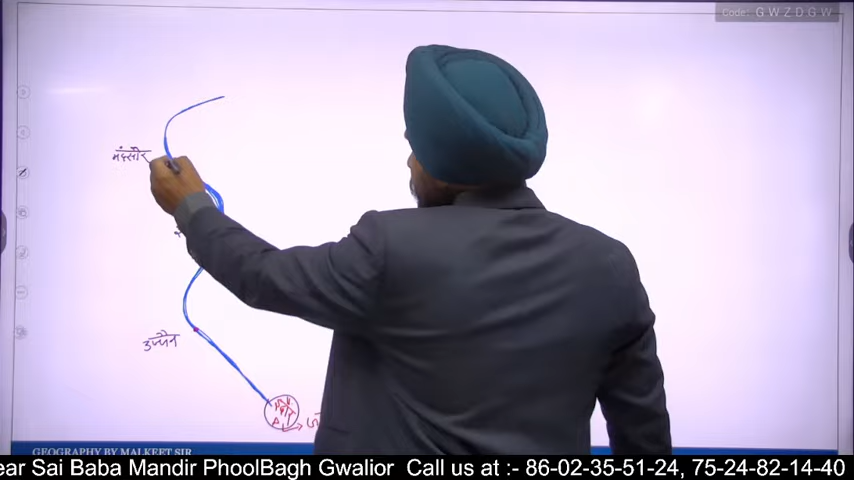 Code: G W Z D G W
मंदसौर
उज्जैन
GEOGRAPHY BY MALKEET SIR
ear Sai Baba Mandir PhoolBagh Gwalior Call us at :- 86-02-35-51-24, 75-24-82-14-40